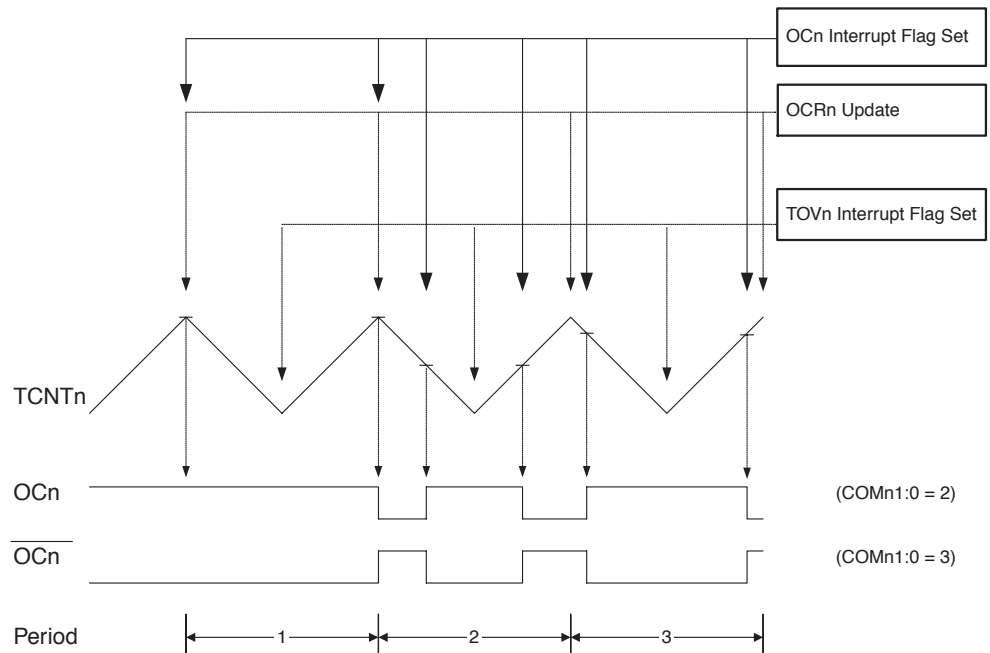 OCn Interrupt Flag Set
OCRn Update
TOVn Interrupt Flag Set
TCNTn
OCn (COMn1:0 = 2)
OCn (COMn1:0 = 3)
Period 1 2 3